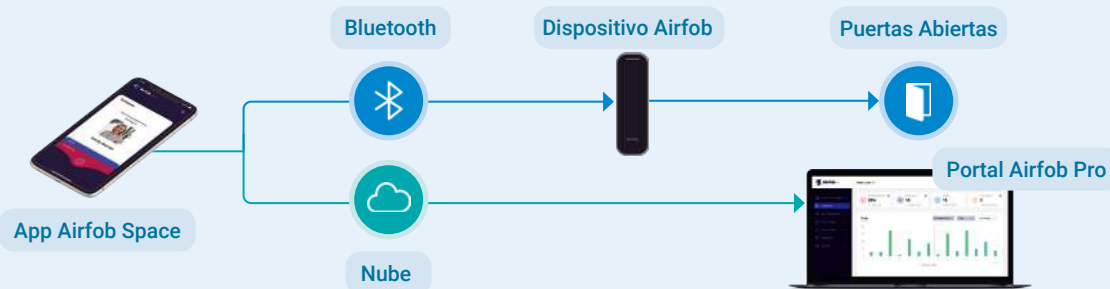 Bluetooth
Dispositivo Airfob
Puertas Abiertas
Portal Airfob Pro
App Airfob Space
Nube